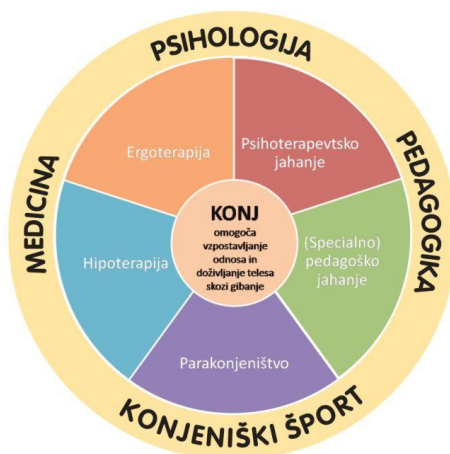 PSIHOLOGIJA
MEDICINA
PEDAGOGIKA
Ergoterapija
Psihoterapevtsko
jahanje
KONJ
omogoča
vzpostavljanje
odnosa in
doživljanje telesa
skozi gibanje
Hipoterapija
(Specialno)
pedagoško
jahanje
Parakonjeništvo
KONJENIŠKI ŠPORT